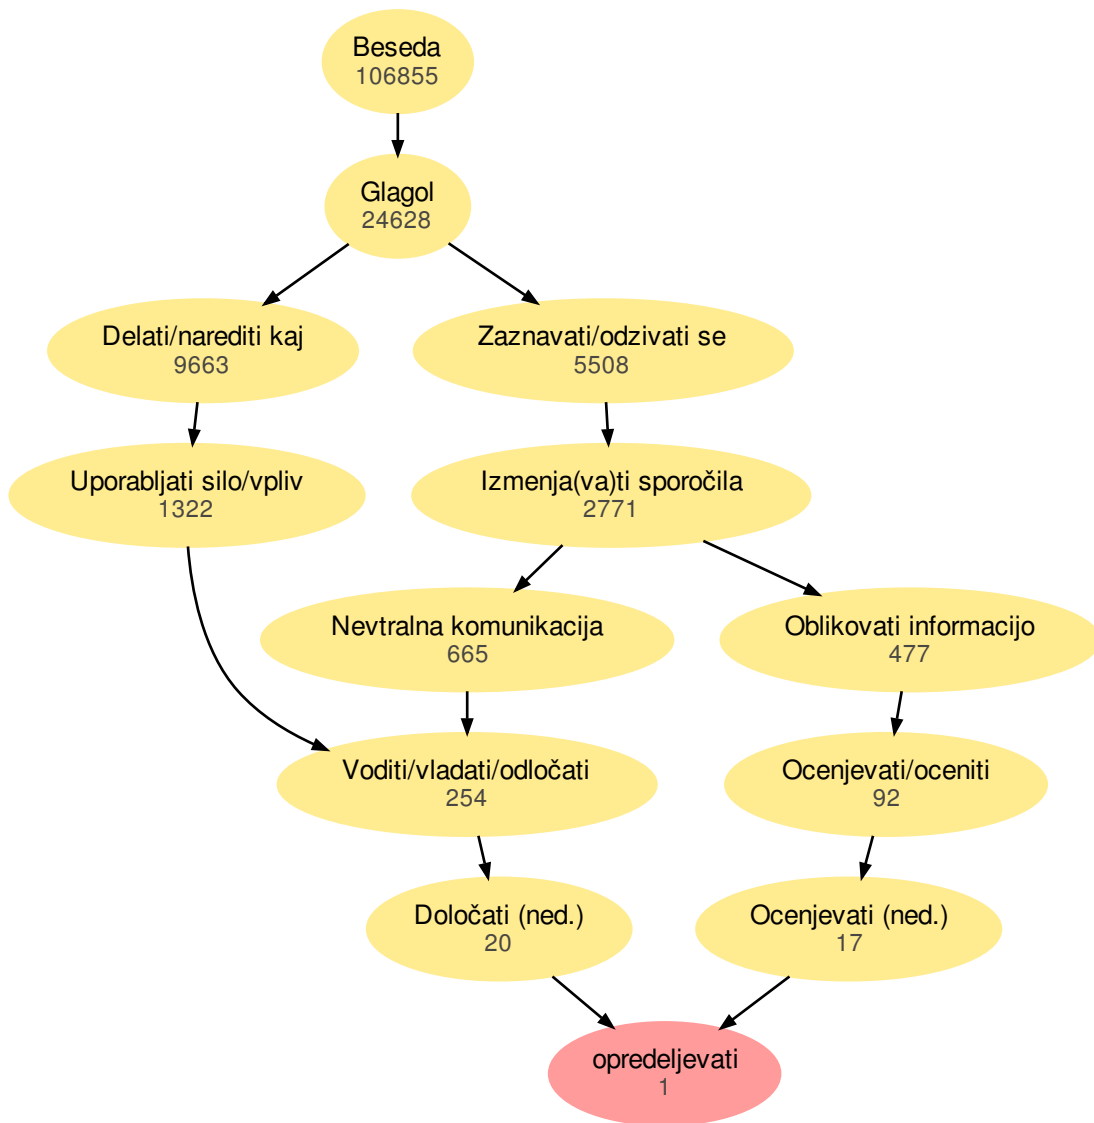 Beseda
106855
Glagol
24628
Delati/narediti kaj
9663
Zaznavati/odzivati se
5508
Uporabljati silo/vpliv
1322
Izmenja(va)ti sporočila
2771
Nevtralna komunikacija
665
Oblikovati informacijo
477
Voditi/vladati/odločati
254
Ocenjevati/oceniti
92
Določati (ned.)
20
Ocenjevati (ned.)
17
opredeljevati
1